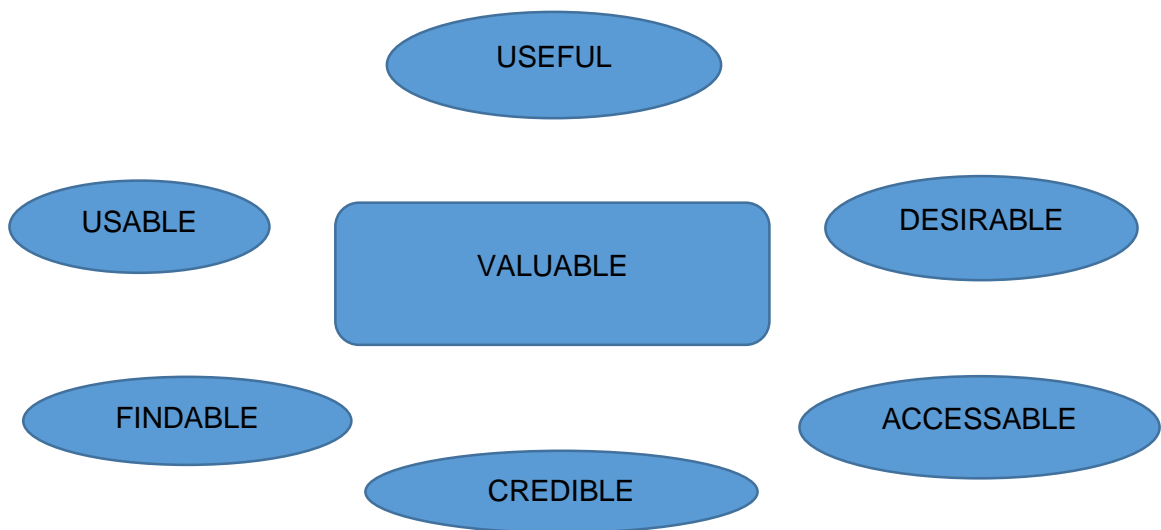 USEFUL
USABLE
DESIRABLE
VALUABLE
FINDABLE
ACCESSABLE
CREDIBLE